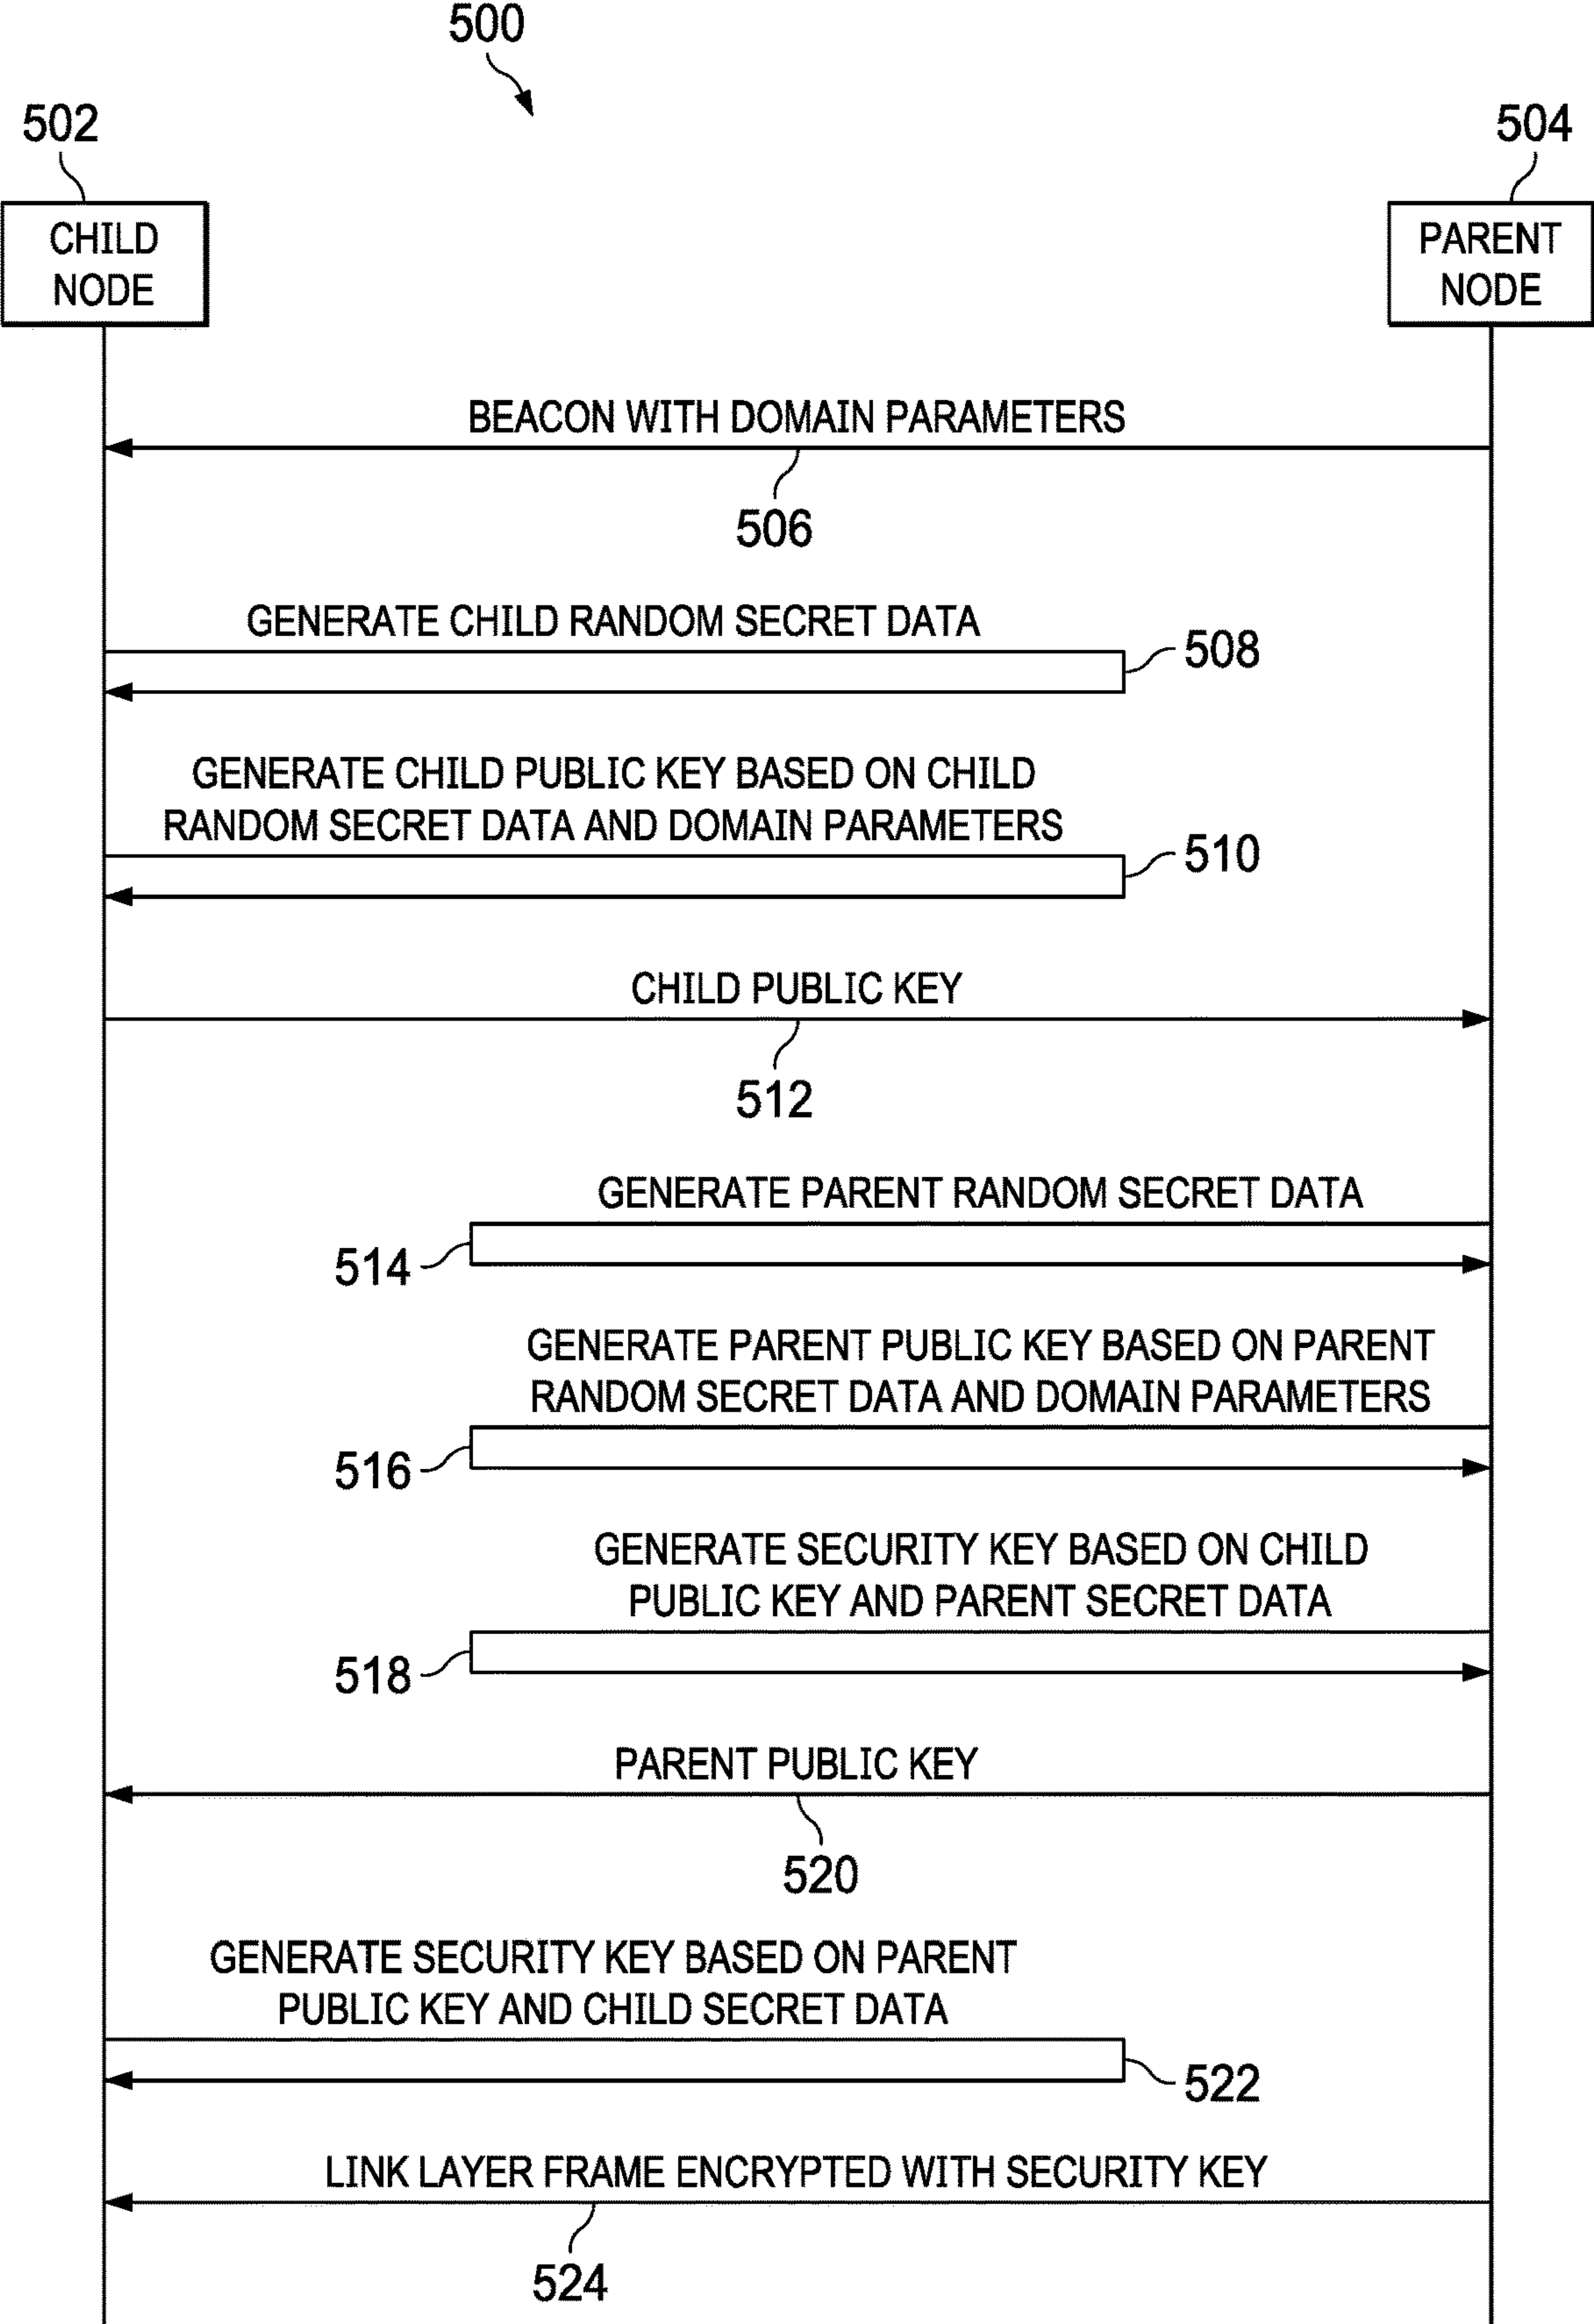 500
502
504
CHILD
NODE
PARENT
NODE
BEACON WITH DOMAIN PARAMETERS
506
GENERATE CHILD RANDOM SECRET DATA
508
GENERATE CHILD PUBLIC KEY BASED ON CHILD
RANDOM SECRET DATA AND DOMAIN PARAMETERS
510
CHILD PUBLIC KEY
512
GENERATE PARENT RANDOM SECRET DATA
514
GENERATE PARENT PUBLIC KEY BASED ON PARENT
RANDOM SECRET DATA AND DOMAIN PARAMETERS
516
GENERATE SECURITY KEY BASED ON CHILD
PUBLIC KEY AND PARENT SECRET DATA
518
PARENT PUBLIC KEY
520
GENERATE SECURITY KEY BASED ON PARENT
PUBLIC KEY AND CHILD SECRET DATA
522
LINK LAYER FRAME ENCRYPTED WITH SECURITY KEY
524